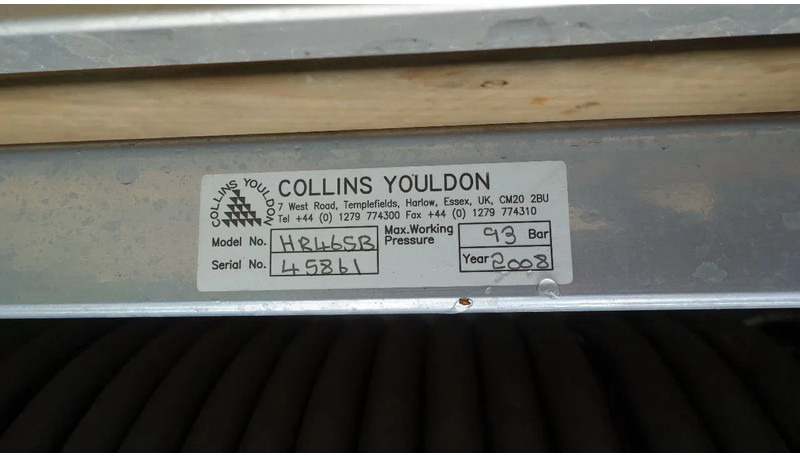 COLLINS YOULDON
COLLINS YOULDON
7 West Road, Templefields, Harlow, Essex, UK, CM20 2BU
Tel +44 (0) 1279 774300 Fax +44 (0) 1279 774310
Model No. HB46SB Max.Working Pressure 93 Bar
Serial No. 45861 Year 2008